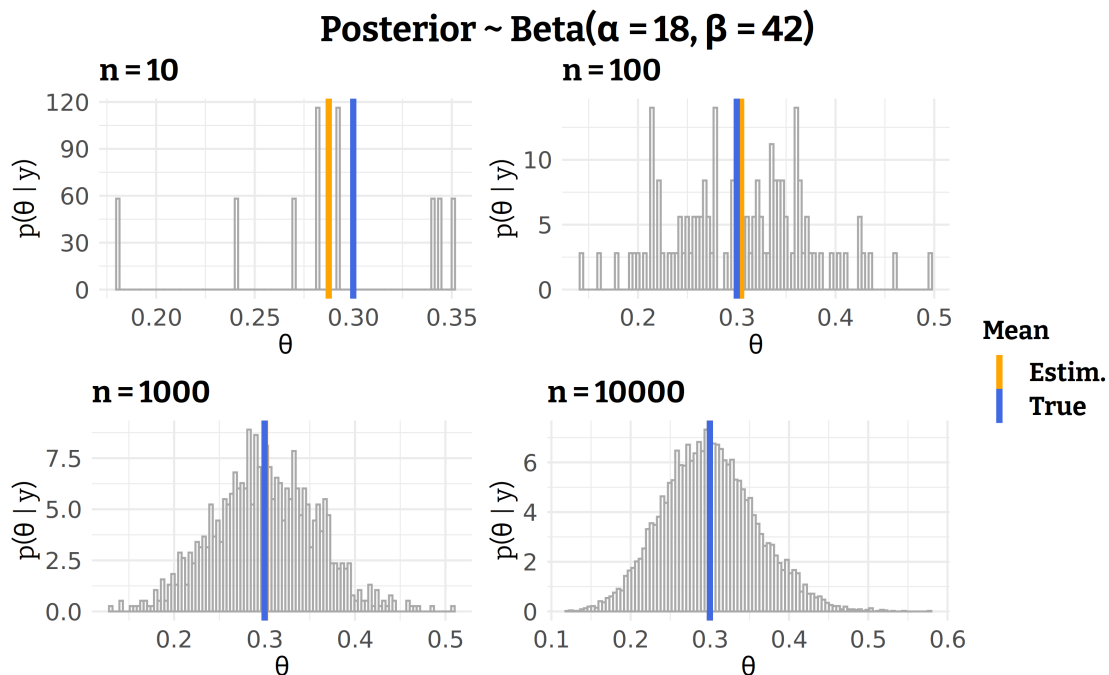 Posterior ~ Beta(α = 18, β = 42)
n = 10
p(θ | y)
120
90
60
30
0
0.20 0.25 0.30 0.35
θ
n = 100
p(θ | y)
10
5
0
0.2 0.3 0.4 0.5
θ
n = 1000
p(θ | y)
7.5
5.0
2.5
0.0
0.2 0.3 0.4 0.5
θ
n = 10000
p(θ | y)
6
4
2
0
0.1 0.2 0.3 0.4 0.5 0.6
θ
Mean
Estim.
True